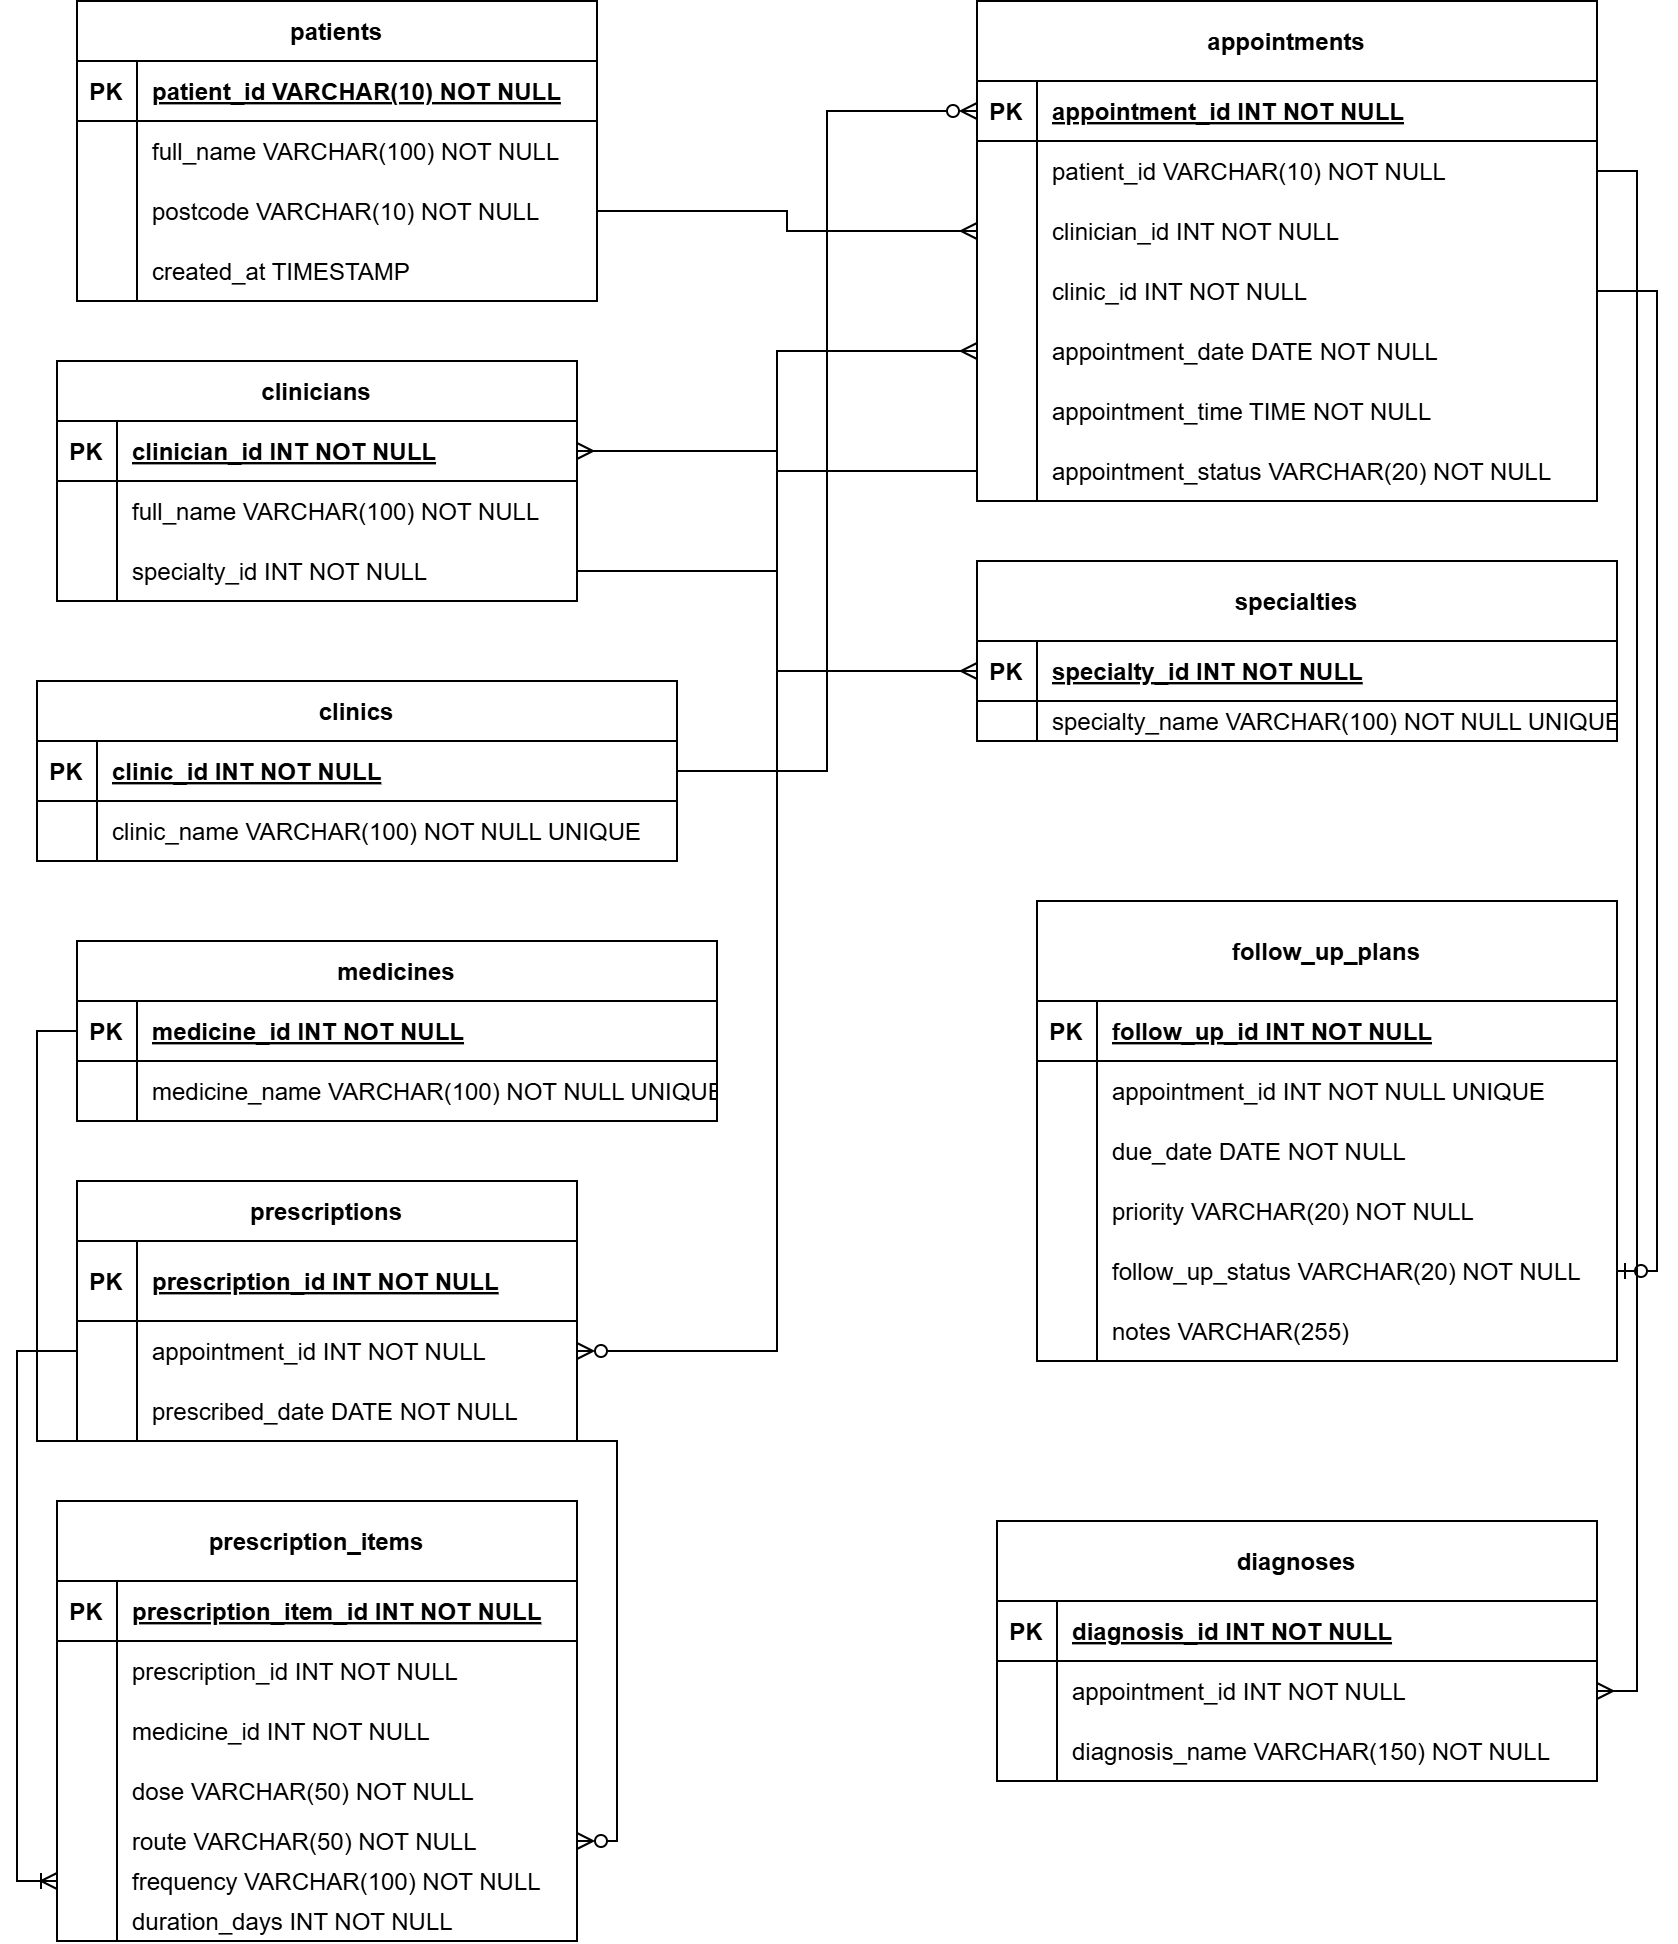 patients
PK patient_id VARCHAR(10) NOT NULL
full_name VARCHAR(100) NOT NULL
postcode VARCHAR(10) NOT NULL
created_at TIMESTAMP
appointments
PK appointment_id INT NOT NULL
patient_id VARCHAR(10) NOT NULL
clinician_id INT NOT NULL
clinic_id INT NOT NULL
appointment_date DATE NOT NULL
appointment_time TIME NOT NULL
appointment_status VARCHAR(20) NOT NULL
clinicians
PK clinician_id INT NOT NULL
full_name VARCHAR(100) NOT NULL
specialty_id INT NOT NULL
specialties
PK specialty_id INT NOT NULL
specialty_name VARCHAR(100) NOT NULL UNIQUE
clinics
PK clinic_id INT NOT NULL
clinic_name VARCHAR(100) NOT NULL UNIQUE
medicines
PK medicine_id INT NOT NULL
medicine_name VARCHAR(100) NOT NULL UNIQUE
follow_up_plans
PK follow_up_id INT NOT NULL
appointment_id INT NOT NULL UNIQUE
due_date DATE NOT NULL
priority VARCHAR(20) NOT NULL
follow_up_status VARCHAR(20) NOT NULL
notes VARCHAR(255)
prescriptions
PK prescription_id INT NOT NULL
appointment_id INT NOT NULL
prescribed_date DATE NOT NULL
prescription_items
PK prescription_item_id INT NOT NULL
prescription_id INT NOT NULL
medicine_id INT NOT NULL
dose VARCHAR(50) NOT NULL
route VARCHAR(50) NOT NULL
frequency VARCHAR(100) NOT NULL
duration_days INT NOT NULL
diagnoses
PK diagnosis_id INT NOT NULL
appointment_id INT NOT NULL
diagnosis_name VARCHAR(150) NOT NULL